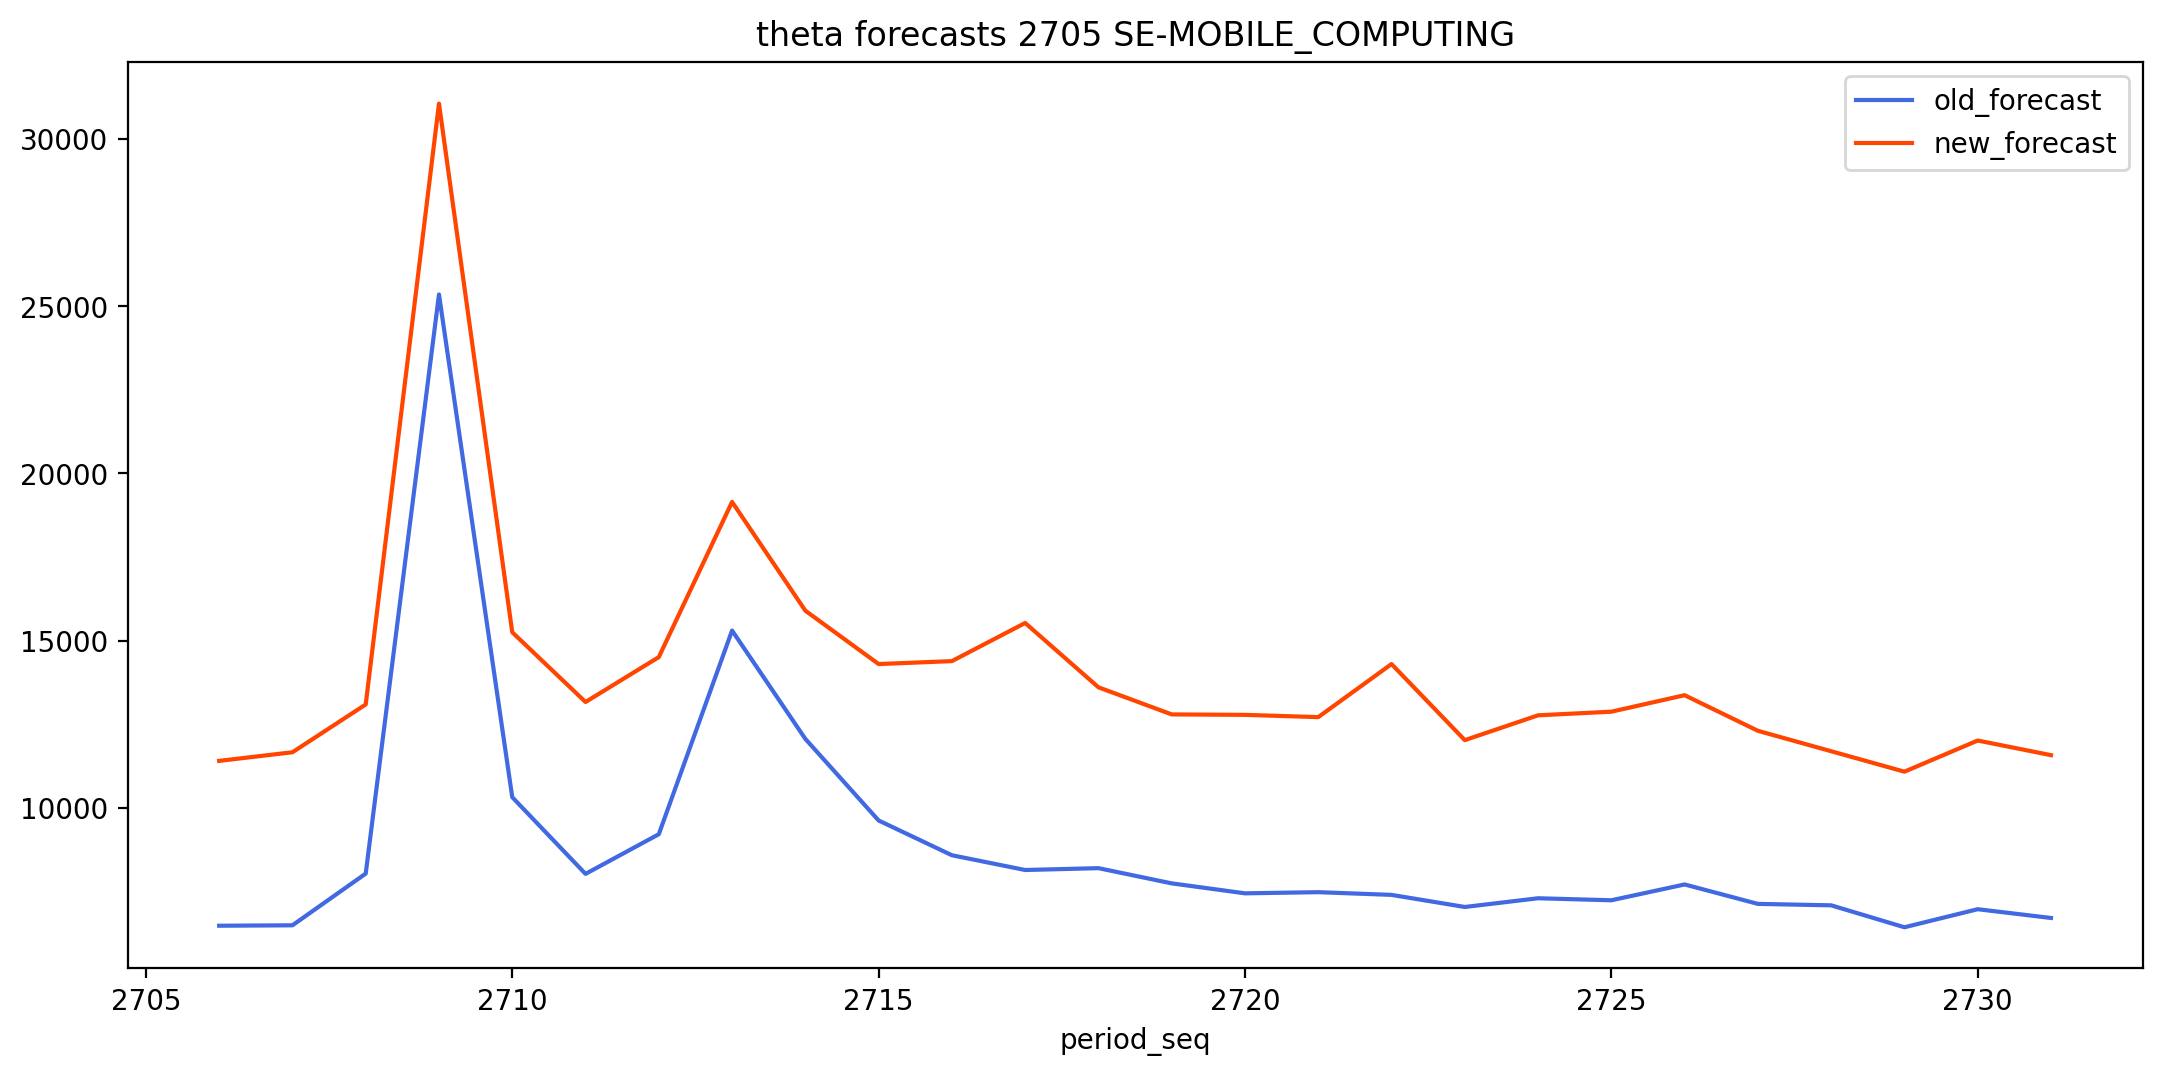 theta forecasts 2705 SE-MOBILE_COMPUTING
old_forecast
new_forecast
30000
25000
20000
15000
10000
2705 2710 2715 2720 2725 2730
period_seq